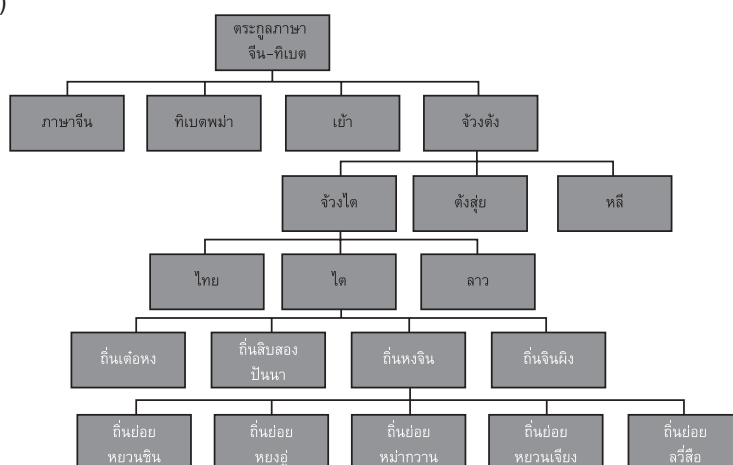 )
ตระกูลภาษา
จีน-ทิเบต
ภาษาจีน
ทิเบตพม่า
เย้า
จ้วงต้ง
จ้วงไต
ต้งสุ่ย
หลี
ไทย
ไต
ลาว
ถิ่นเต๋อหง
ถิ่นสิบสอง
ปันนา
ถิ่นหงจิน
ถิ่นจินผิง
ถิ่นย่อย
หยวนชิน
ถิ่นย่อย
หยงอู่
ถิ่นย่อย
หม่ากวาน
ถิ่นย่อย
หยวนเจียง
ถิ่นย่อย
ลวี่สือ